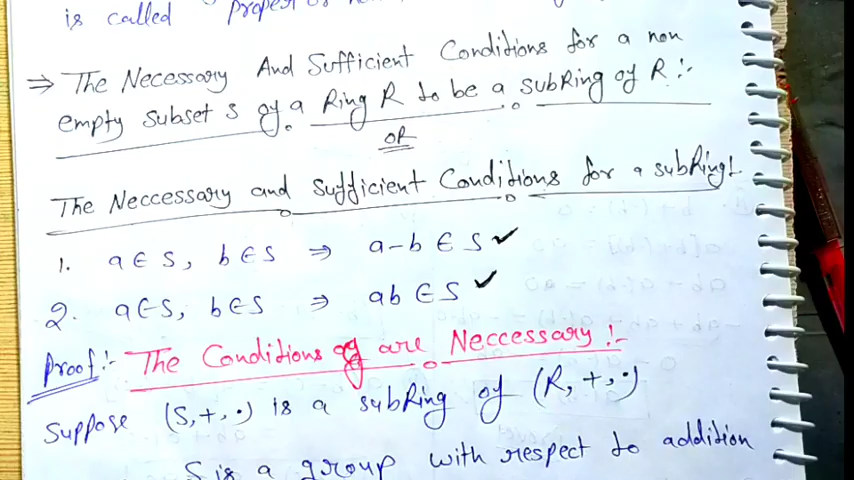 is called
⇒ The Necessary And Sufficient Conditions for a non
empty subset S of a Ring R to be a subRing of R :-
OR
The Neccessary and Sufficient Conditions for a subRing :-
1. a ∈ S, b ∈ S ⇒ a-b ∈ S ✓
2. a ∈ S, b ∈ S ⇒ ab ∈ S ✓
Proof :- The Conditions are Neccessary :-
Suppose (S, +, ·) is a subRing of (R, +, ·)
S is a group with respect to addition